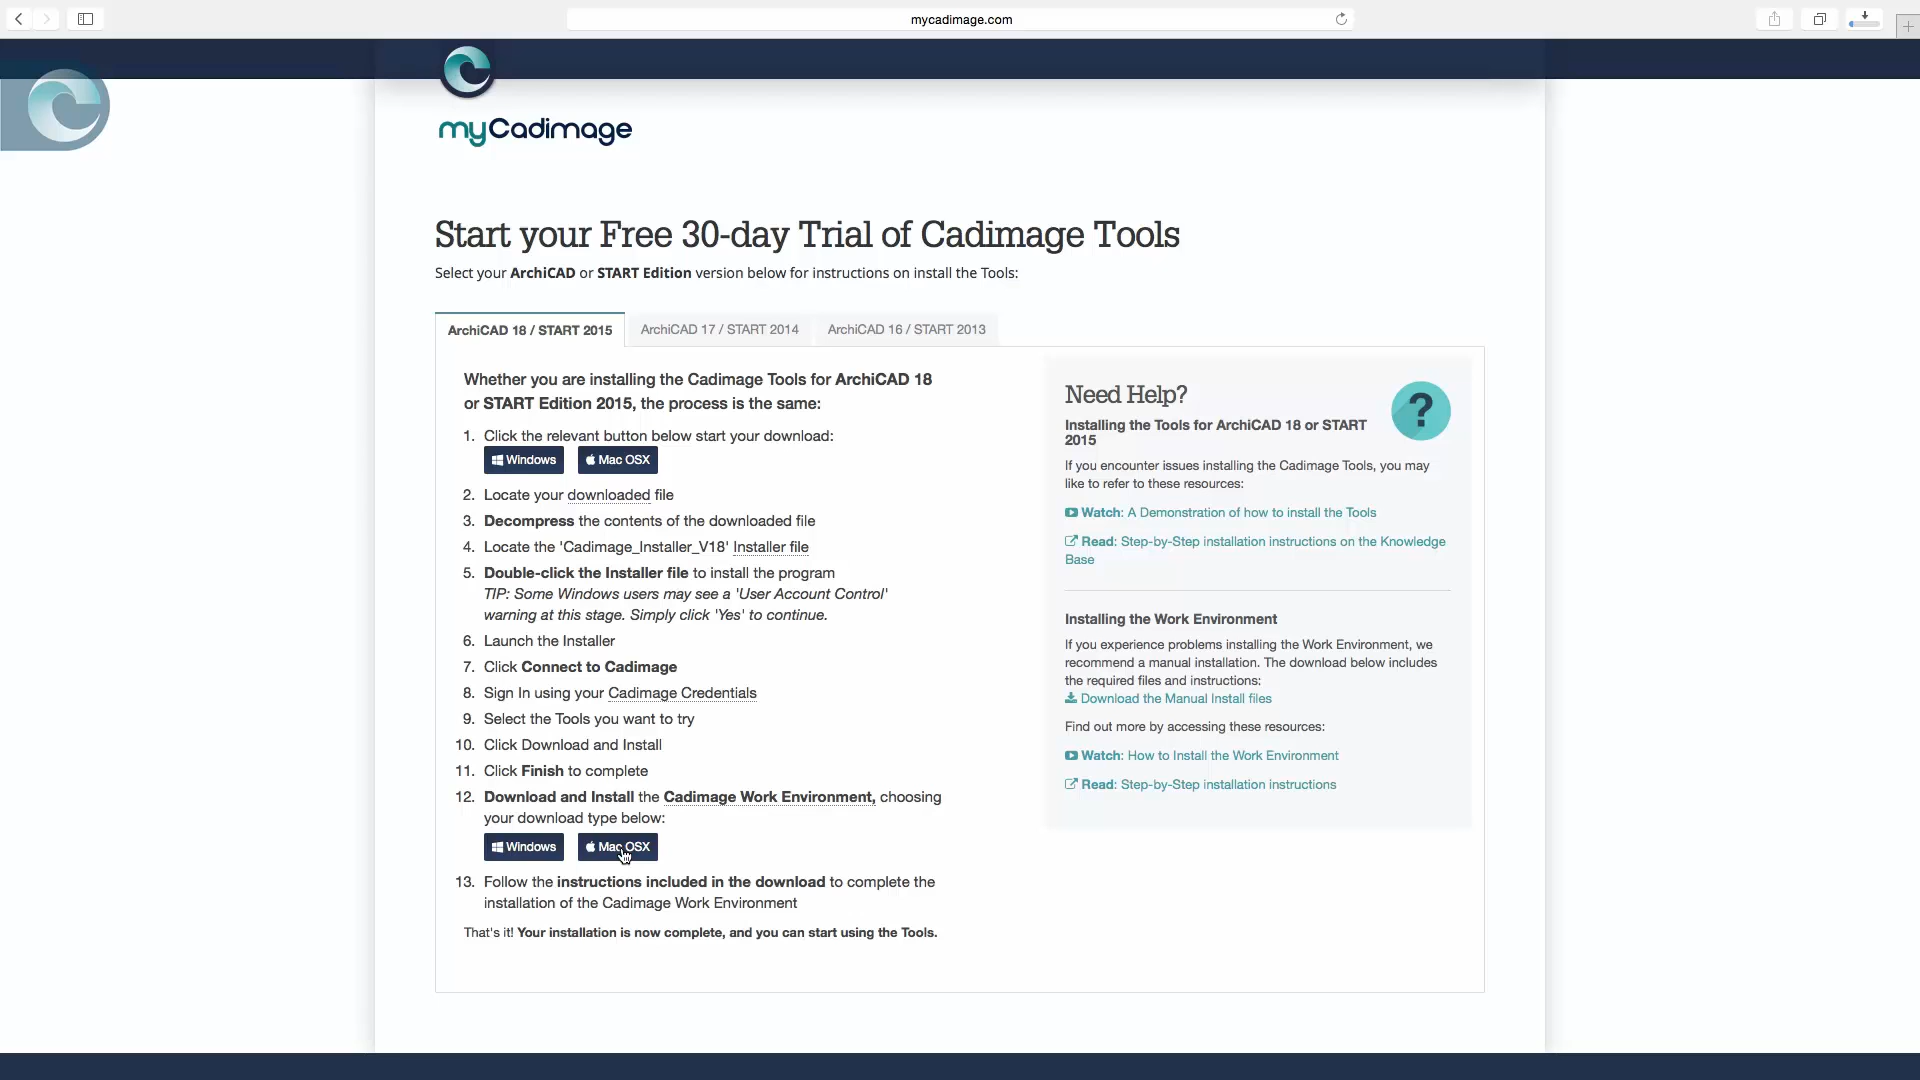 mycadimage.com
myCadimage
Start your Free 30-day Trial of Cadimage Tools
Select your ArchiCAD or START Edition version below for instructions on install the Tools:
ArchiCAD 18 / START 2015
ArchiCAD 17 / START 2014
ArchiCAD 16 / START 2013
Whether you are installing the Cadimage Tools for ArchiCAD 18
or START Edition 2015, the process is the same:
1. Click the relevant button below start your download:
Windows
Mac OSX
2. Locate your downloaded file
3. Decompress the contents of the downloaded file
4. Locate the 'Cadimage_Installer_V18' Installer file
5. Double-click the Installer file to install the program
TIP: Some Windows users may see a 'User Account Control'
warning at this stage. Simply click 'Yes' to continue.
6. Launch the Installer
7. Click Connect to Cadimage
8. Sign In using your Cadimage Credentials
9. Select the Tools you want to try
10. Click Download and Install
11. Click Finish to complete
12. Download and Install the Cadimage Work Environment, choosing
your download type below:
Windows
Mac OSX
13. Follow the instructions included in the download to complete the
installation of the Cadimage Work Environment
That's it! Your installation is now complete, and you can start using the Tools.
Need Help?
?
Installing the Tools for ArchiCAD 18 or START
2015
If you encounter issues installing the Cadimage Tools, you may
like to refer to these resources:
Watch: A Demonstration of how to install the Tools
Read: Step-by-Step installation instructions on the Knowledge
Base
Installing the Work Environment
If you experience problems installing the Work Environment, we
recommend a manual installation. The download below includes
the required files and instructions:
Download the Manual Install files
Find out more by accessing these resources:
Watch: How to Install the Work Environment
Read: Step-by-Step installation instructions